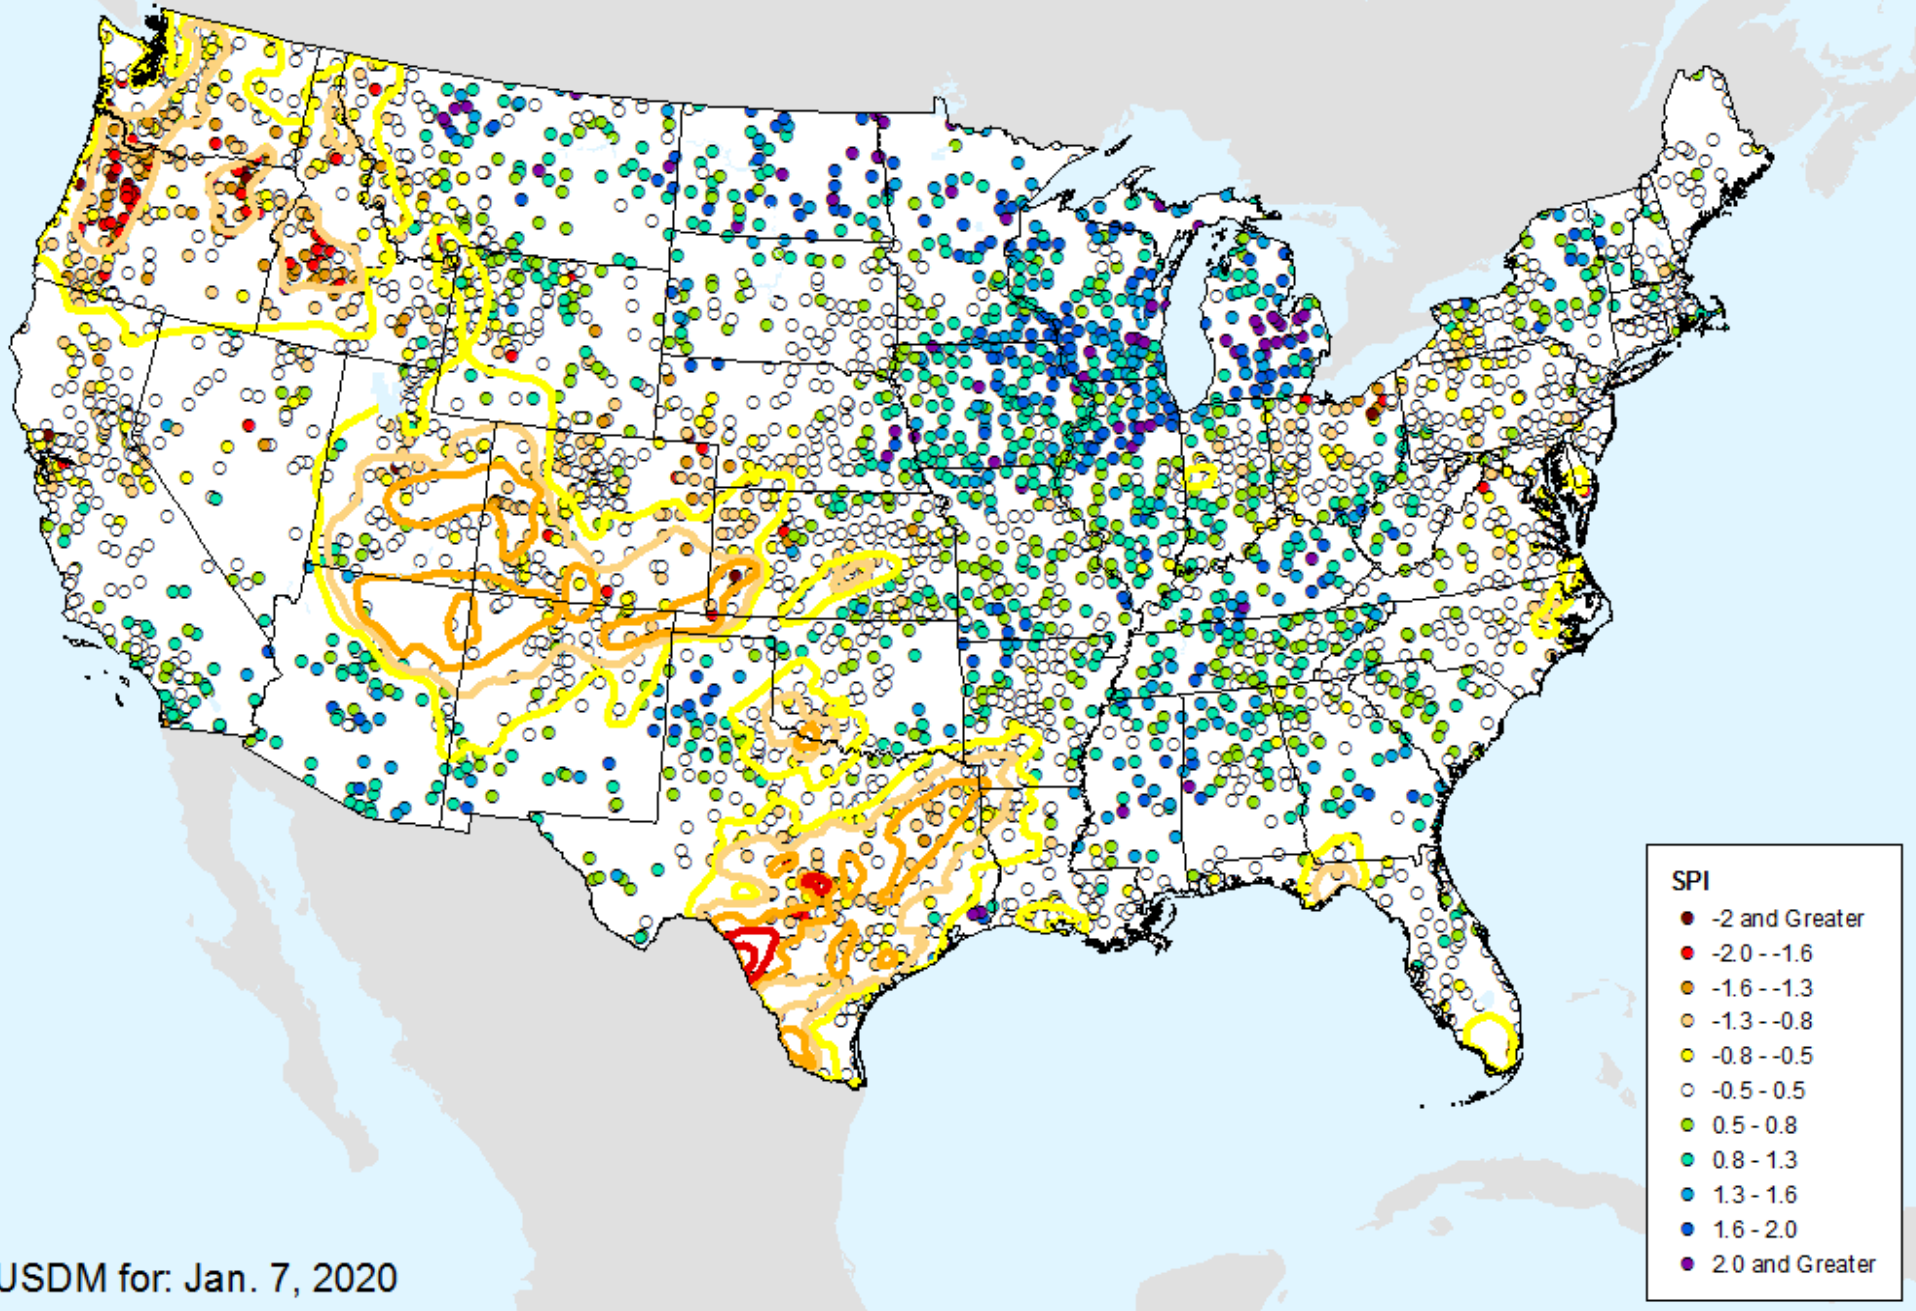 SPI
-2 and Greater
-2.0 - -1.6
-1.6 - -1.3
-1.3 - -0.8
-0.8 - -0.5
-0.5 - 0.5
0.5 - 0.8
0.8 - 1.3
1.3 - 1.6
1.6 - 2.0
2.0 and Greater
USDM for: Jan. 7, 2020